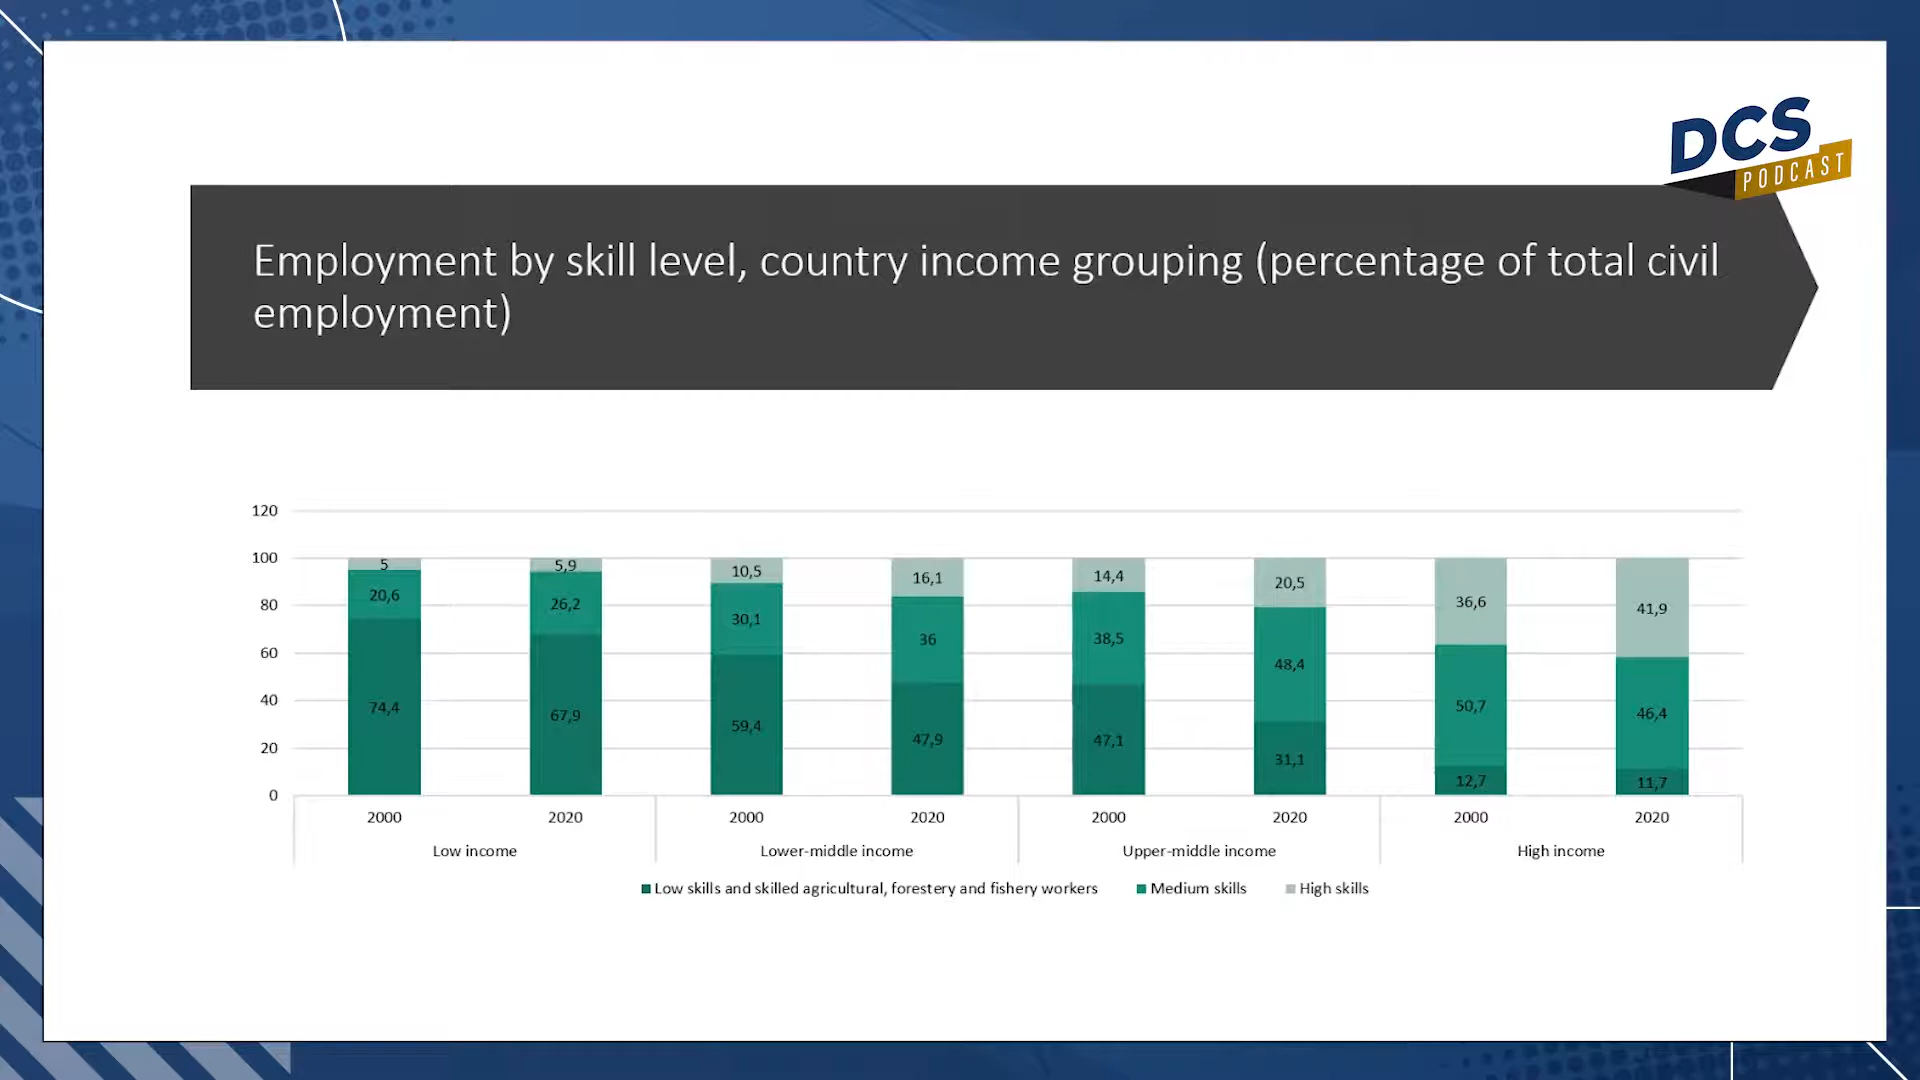 DCS
PODCAST
Employment by skill level, country income grouping (percentage of total civil
employment)
120
100
80
60
40
20
0
5 5,9 10,5 16,1 14,4 20,5 36,6 41,9
20,6 26,2 30,1 36 38,5 48,4 50,7 46,4
74,4 67,9 59,4 47,9 47,1 31,1 12,7 11,7
2000 2020 2000 2020 2000 2020 2000 2020
Low income Lower-middle income Upper-middle income High income
Low skills and skilled agricultural, forestery and fishery workers Medium skills High skills